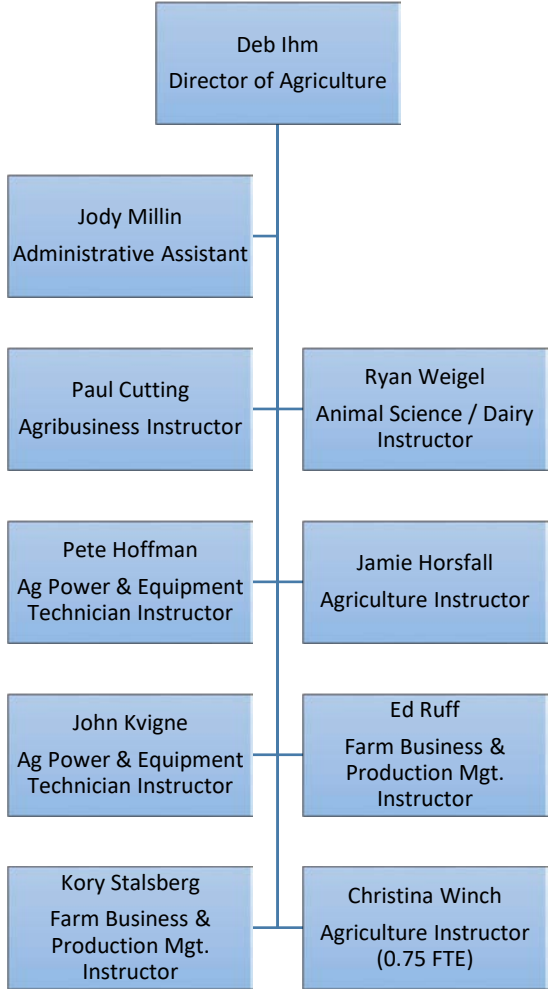 Deb Ihm
Director of Agriculture
Jody Millin
Administrative Assistant
Paul Cutting
Agribusiness Instructor
Ryan Weigel
Animal Science / Dairy
Instructor
Pete Hoffman
Ag Power & Equipment
Technician Instructor
Jamie Horsfall
Agriculture Instructor
John Kvigne
Ag Power & Equipment
Technician Instructor
Ed Ruff
Farm Business &
Production Mgt.
Instructor
Kory Stalsberg
Farm Business &
Production Mgt.
Instructor
Christina Winch
Agriculture Instructor
(0.75 FTE)